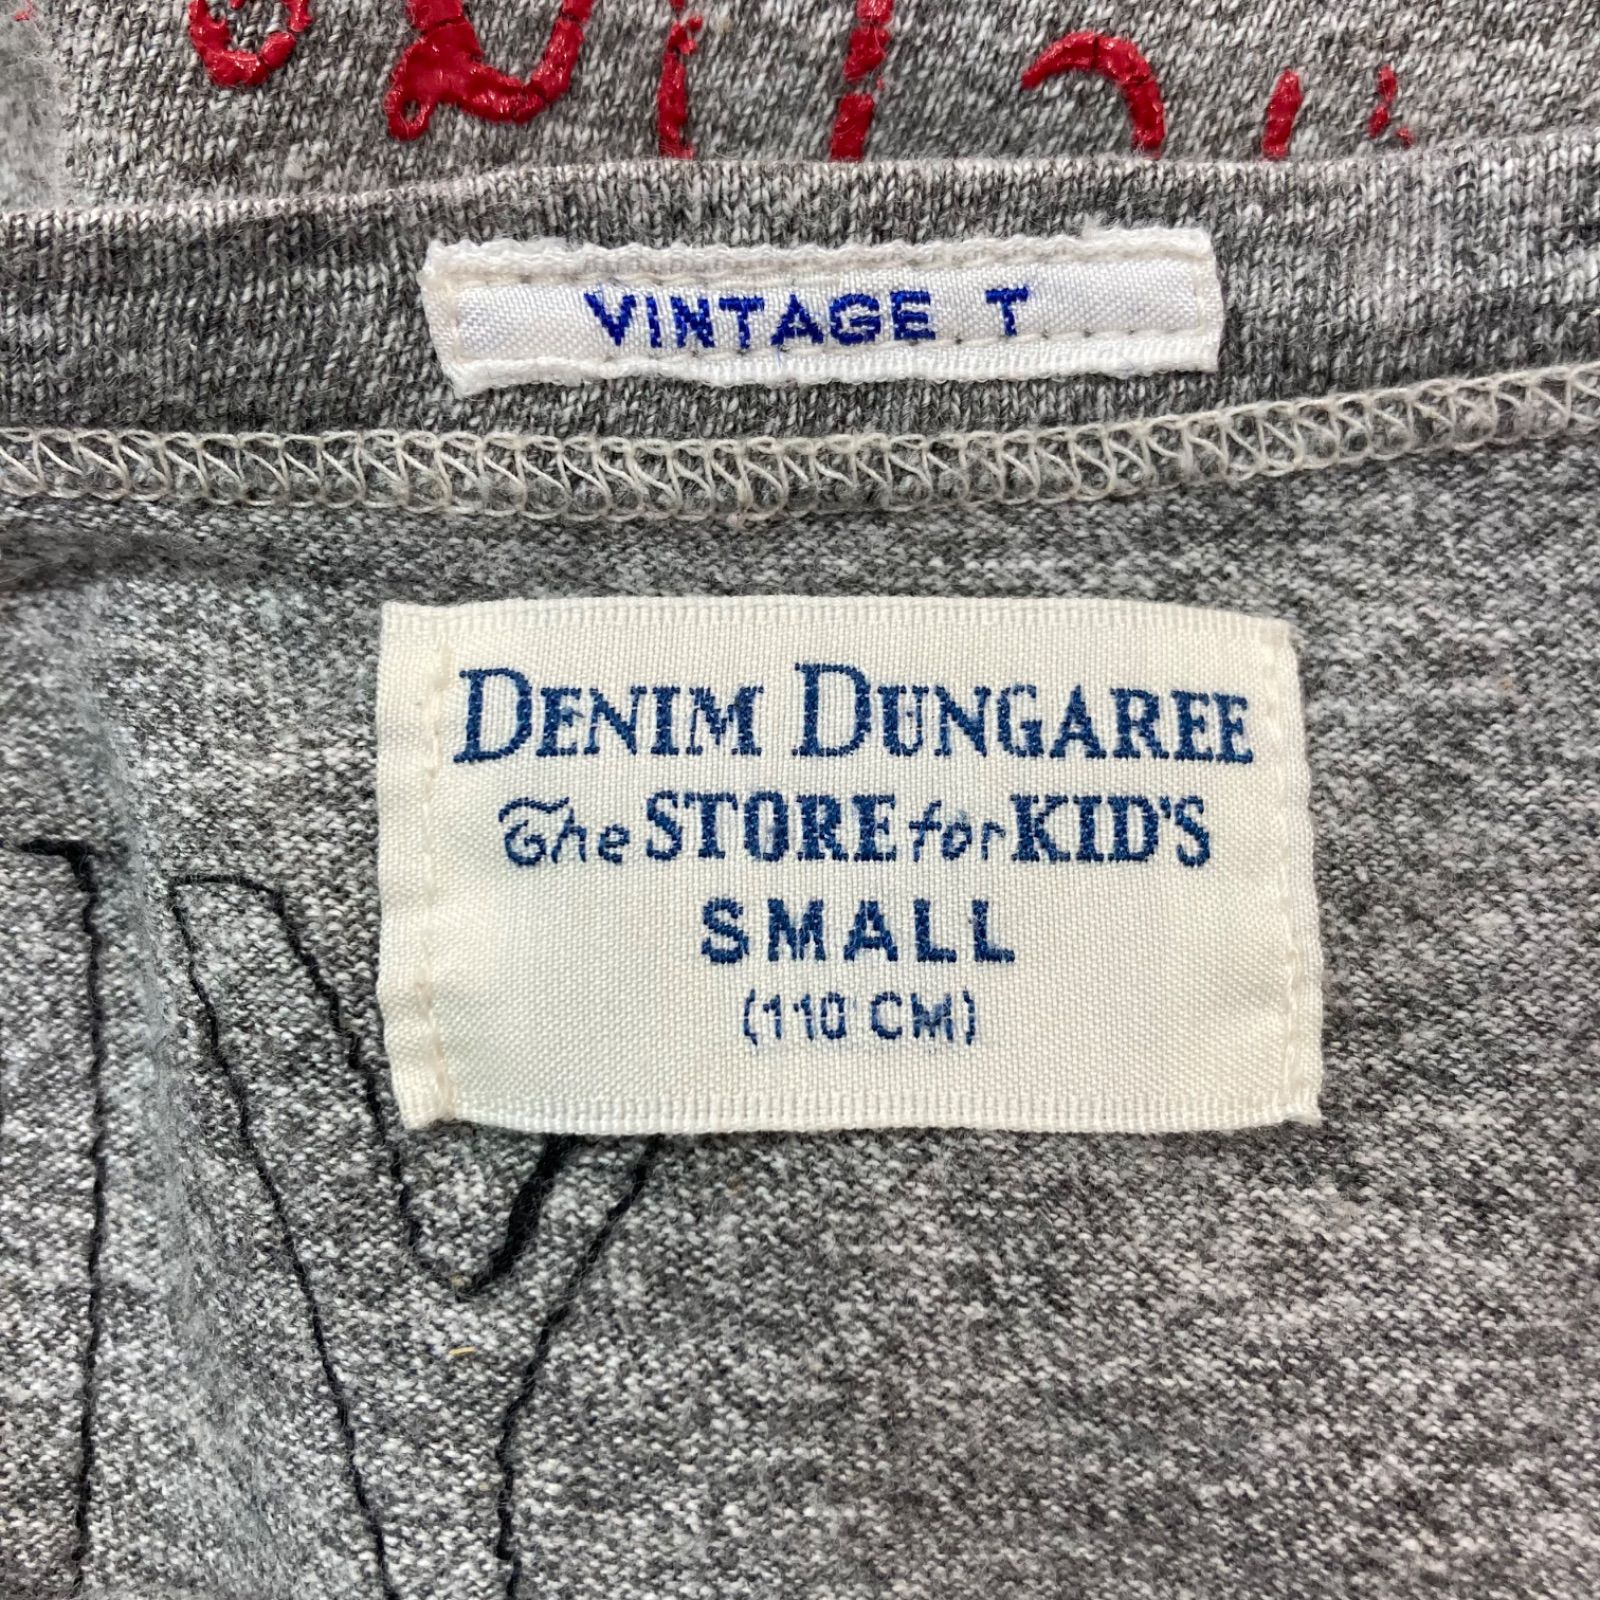 VINTAGE T
DENIM DUNGAREE
The STORE for KID'S
SMALL
(110 CM)